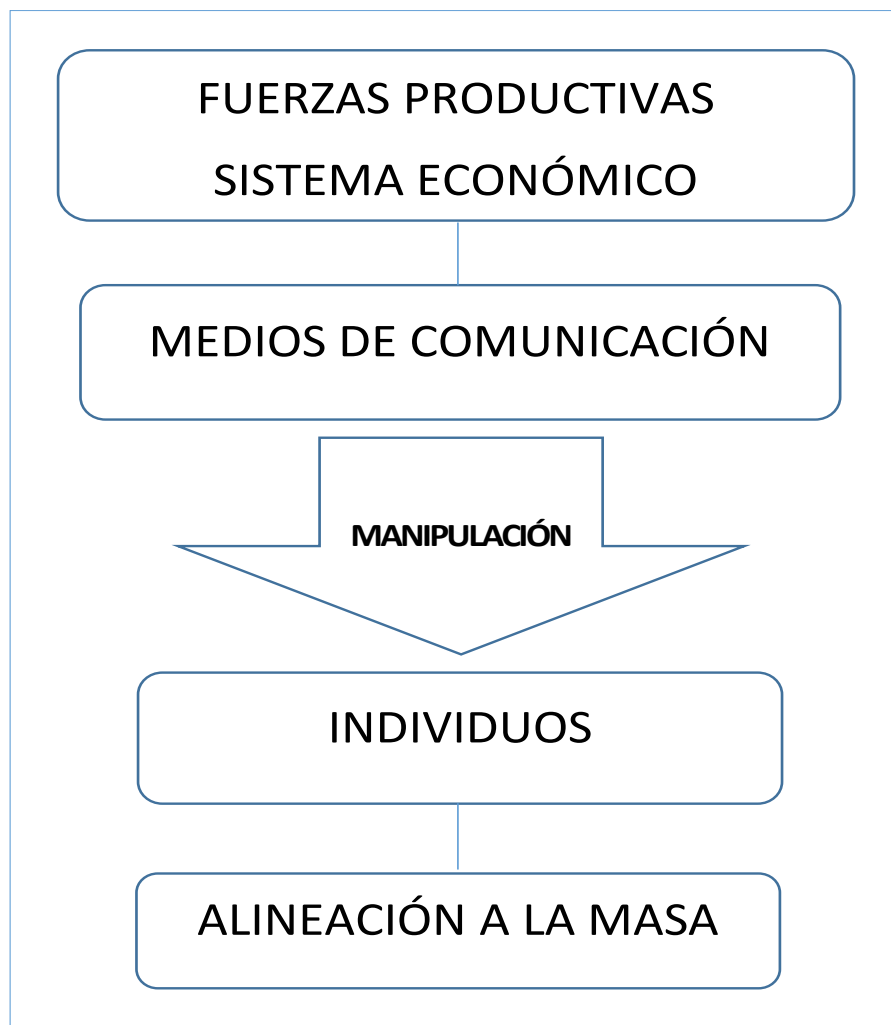 FUERZAS PRODUCTIVAS
SISTEMA ECONÓMICO
MEDIOS DE COMUNICACIÓN
MANIPULACIÓN
INDIVIDUOS
ALINEACIÓN A LA MASA